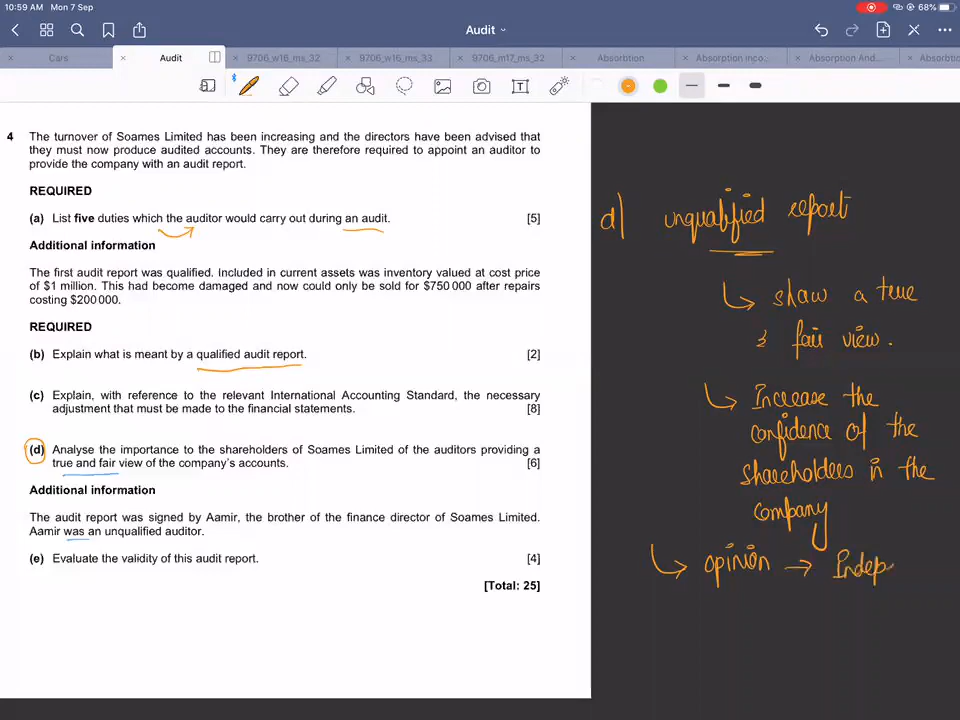 10:59 AM Mon 7 Sep
68%
Audit
Cars
Audit
9706_w16_ms_32
9706_w16_ms_33
9706_m17_ms_32
Absorbtion
Absorption inpo...
Absorption And...
Absorbti
4 The turnover of Soames Limited has been increasing and the directors have been advised that
they must now produce audited accounts. They are therefore required to appoint an auditor to
provide the company with an audit report.
REQUIRED
(a) List five duties which the auditor would carry out during an audit. [5]
Additional information
The first audit report was qualified. Included in current assets was inventory valued at cost price
of $1 million. This had become damaged and now could only be sold for $750 000 after repairs
costing $200 000.
REQUIRED
(b) Explain what is meant by a qualified audit report. [2]
(c) Explain, with reference to the relevant International Accounting Standard, the necessary
adjustment that must be made to the financial statements. [8]
(d) Analyse the importance to the shareholders of Soames Limited of the auditors providing a
true and fair view of the company's accounts. [6]
Additional information
The audit report was signed by Aamir, the brother of the finance director of Soames Limited.
Aamir was an unqualified auditor.
(e) Evaluate the validity of this audit report. [4]
[Total: 25]
d) unqualified report
show a true
& fair view.
Increase the
confidence of the
shareholders in the
company
opinion → Indep